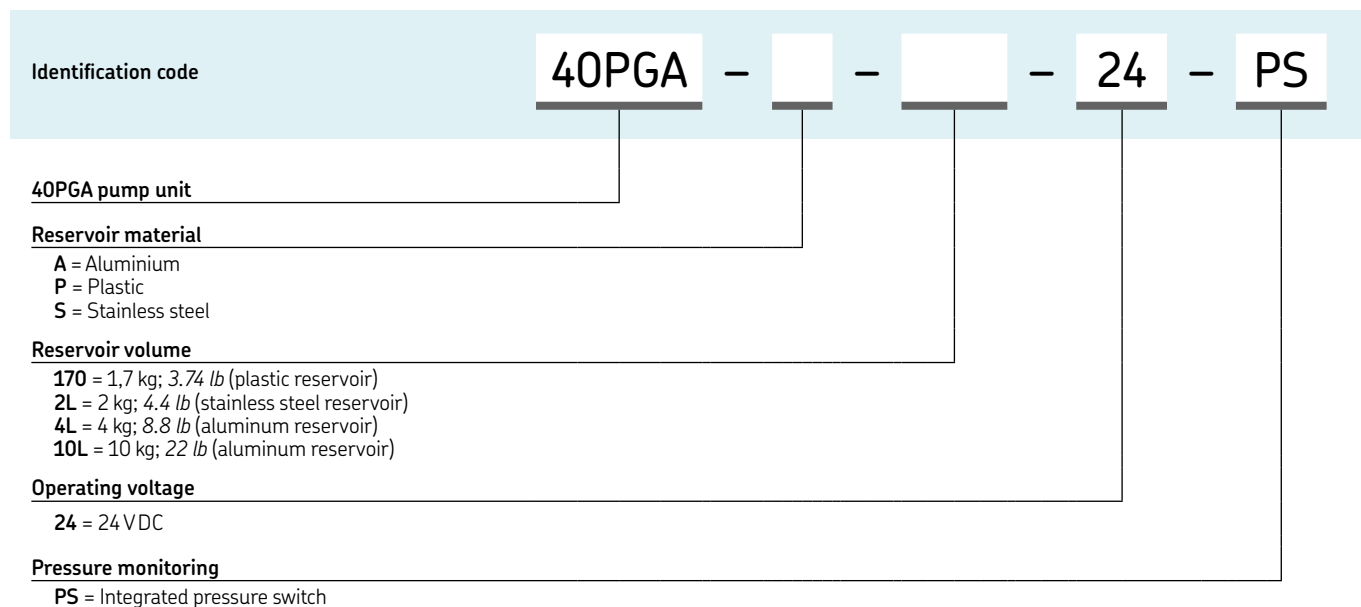 Identification code 40PGA – – – 24 – PS
40PGA pump unit
Reservoir material
A = Aluminium
P = Plastic
S = Stainless steel
Reservoir volume
170 = 1,7 kg; 3.74 lb (plastic reservoir)
2L = 2 kg; 4.4 lb (stainless steel reservoir)
4L = 4 kg; 8.8 lb (aluminum reservoir)
10L = 10 kg; 22 lb (aluminum reservoir)
Operating voltage
24 = 24 V DC
Pressure monitoring
PS = Integrated pressure switch